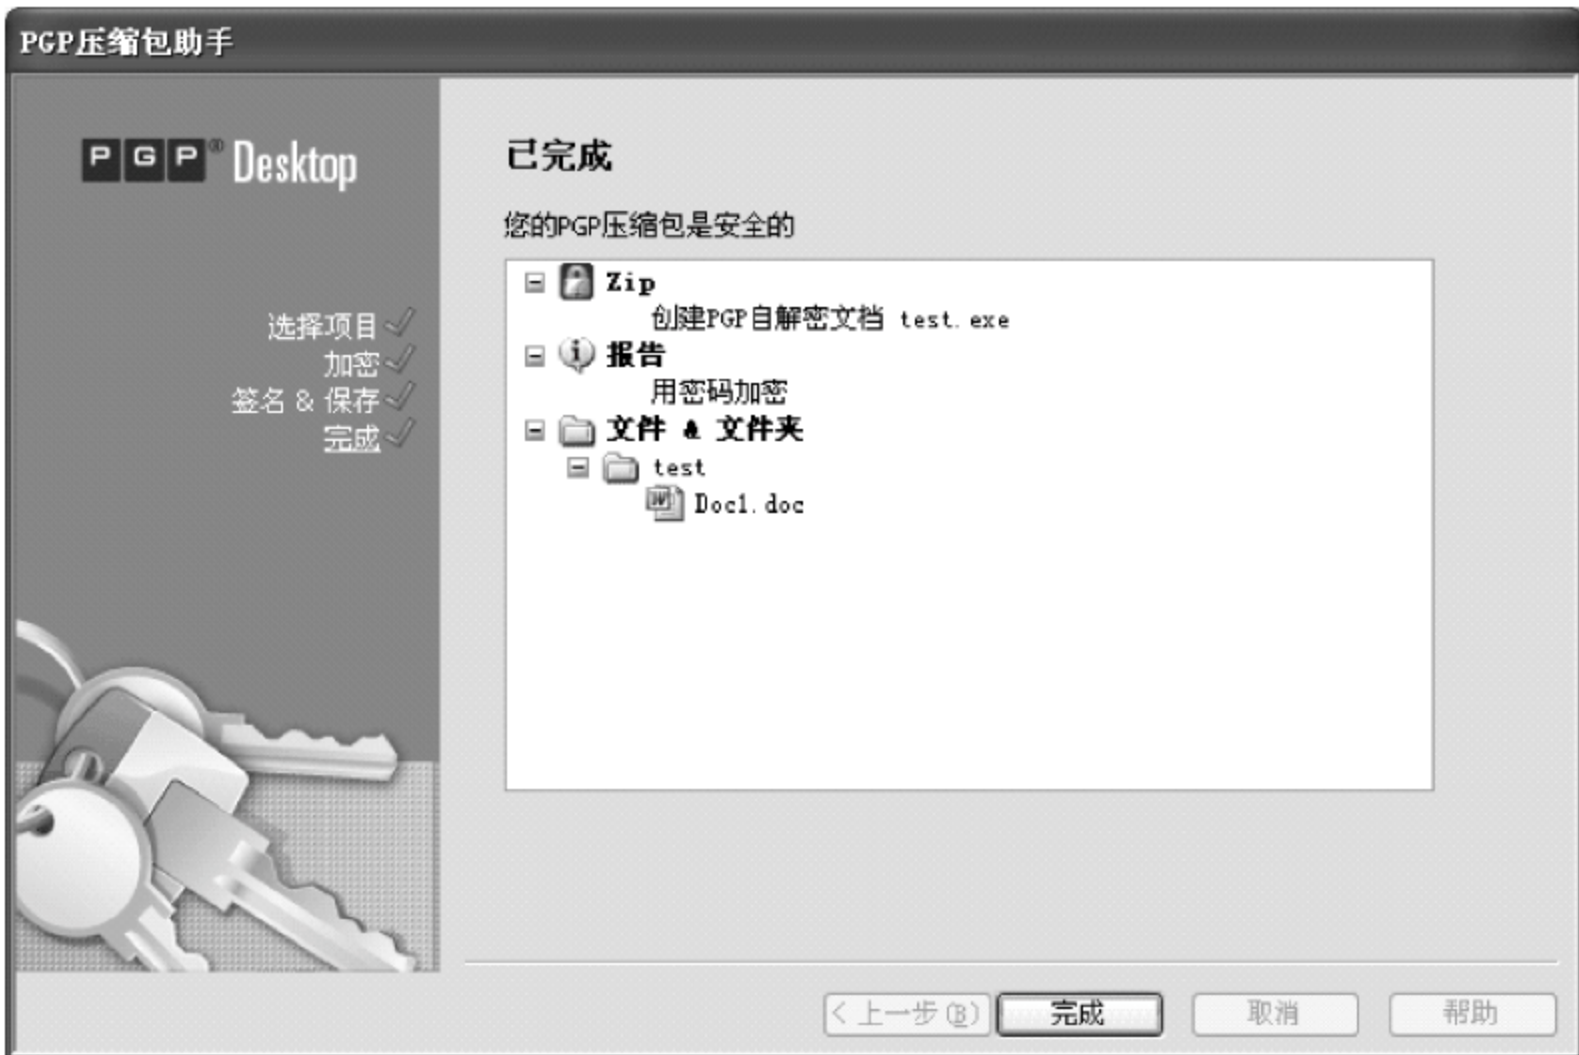 PGP压缩包助手
PGP® Desktop
选择项目
加密
签名 & 保存
完成
已完成
您的PGP压缩包是安全的
Zip
创建PGP自解密文档 test.exe
报告
用密码加密
文件 & 文件夹
test
Doc1.doc
< 上一步(B)
完成
取消
帮助